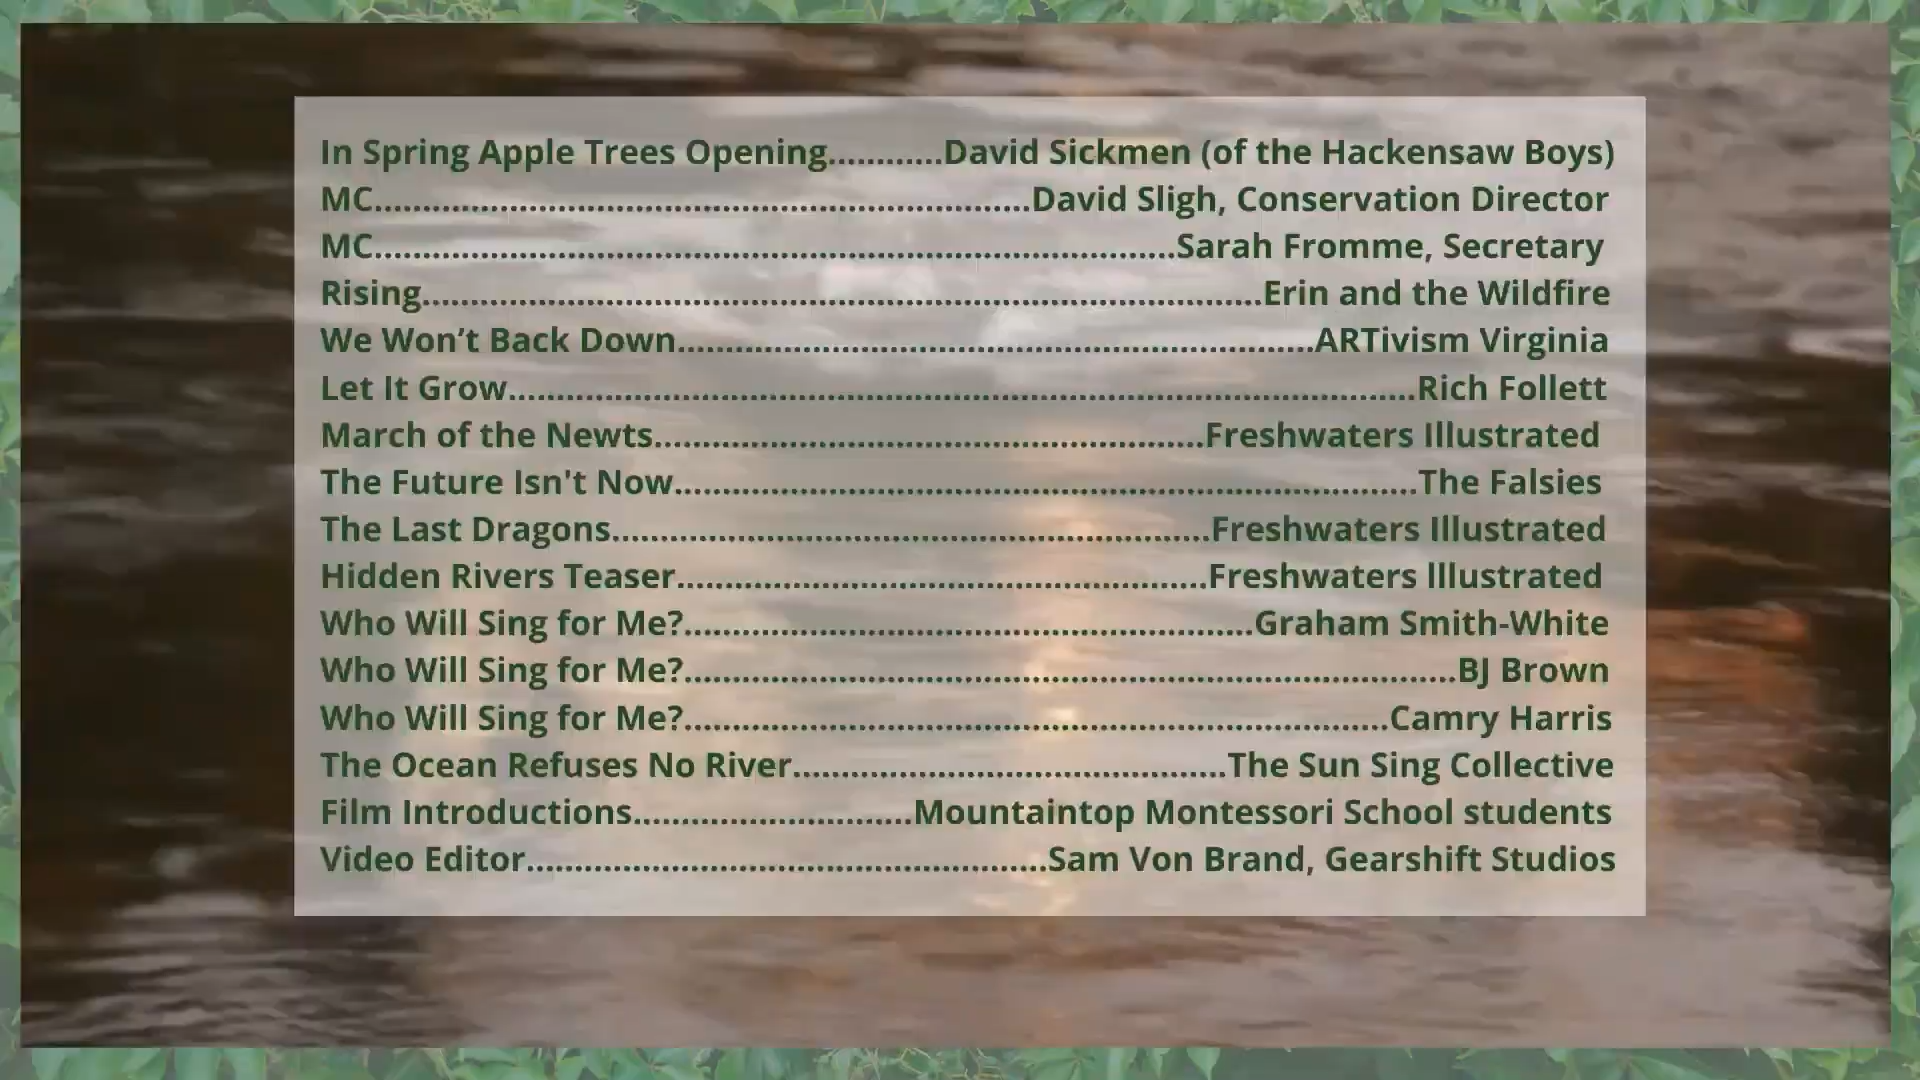 In Spring Apple Trees Opening............David Sickmen (of the Hackensaw Boys)
MC....................................................................David Sligh, Conservation Director
MC...................................................................................Sarah Fromme, Secretary
Rising.......................................................................................Erin and the Wildfire
We Won’t Back Down..................................................................ARTivism Virginia
Let It Grow..............................................................................................Rich Follett
March of the Newts.........................................................Freshwaters Illustrated
The Future Isn't Now.............................................................................The Falsies
The Last Dragons..............................................................Freshwaters Illustrated
Hidden Rivers Teaser.......................................................Freshwaters Illustrated
Who Will Sing for Me?...........................................................Graham Smith-White
Who Will Sing for Me?................................................................................BJ Brown
Who Will Sing for Me?.........................................................................Camry Harris
The Ocean Refuses No River.............................................The Sun Sing Collective
Film Introductions.............................Mountaintop Montessori School students
Video Editor......................................................Sam Von Brand, Gearshift Studios